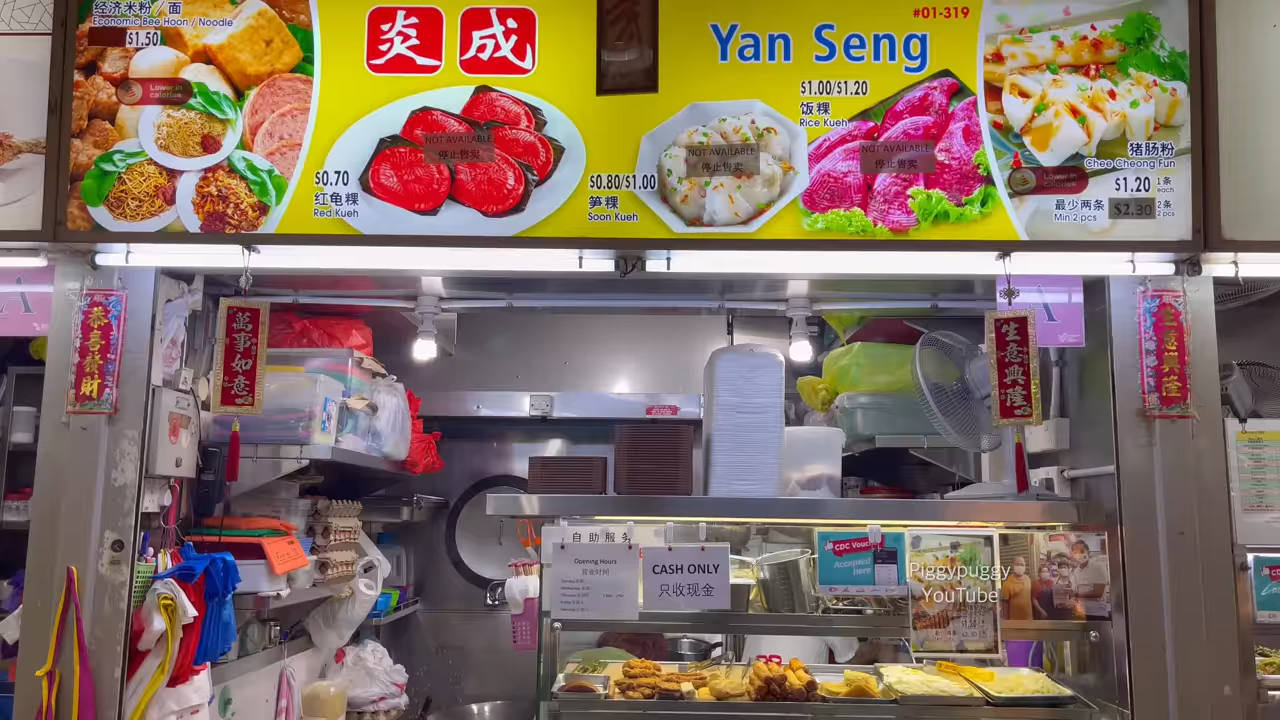 经济米粉/面
Economic Bee Hoon / Noodle
$1.50
Lower in
calories
炎成
Yan Seng
#01-319
NOT AVAILABLE
停止售卖
$0.70
红龟粿
Red Kueh
NOT AVAILABLE
停止售卖
$0.80/$1.00
笋粿
Soon Kueh
$1.00/$1.20
饭粿
Rice Kueh
NOT AVAILABLE
停止售卖
猪肠粉
Chee Cheong Fun
Lower in
calories
$1.20 1条
each
最少两条
Min 2 pcs
$2.30 2条
2 pcs
A
恭喜發財
萬事如意
A
生意興隆
生意興隆
自助服务
Opening Hours
营业时间
CASH ONLY
只收现金
CDC Vouchers
Accepted
here
Piggypuggy
YouTube
$2.30